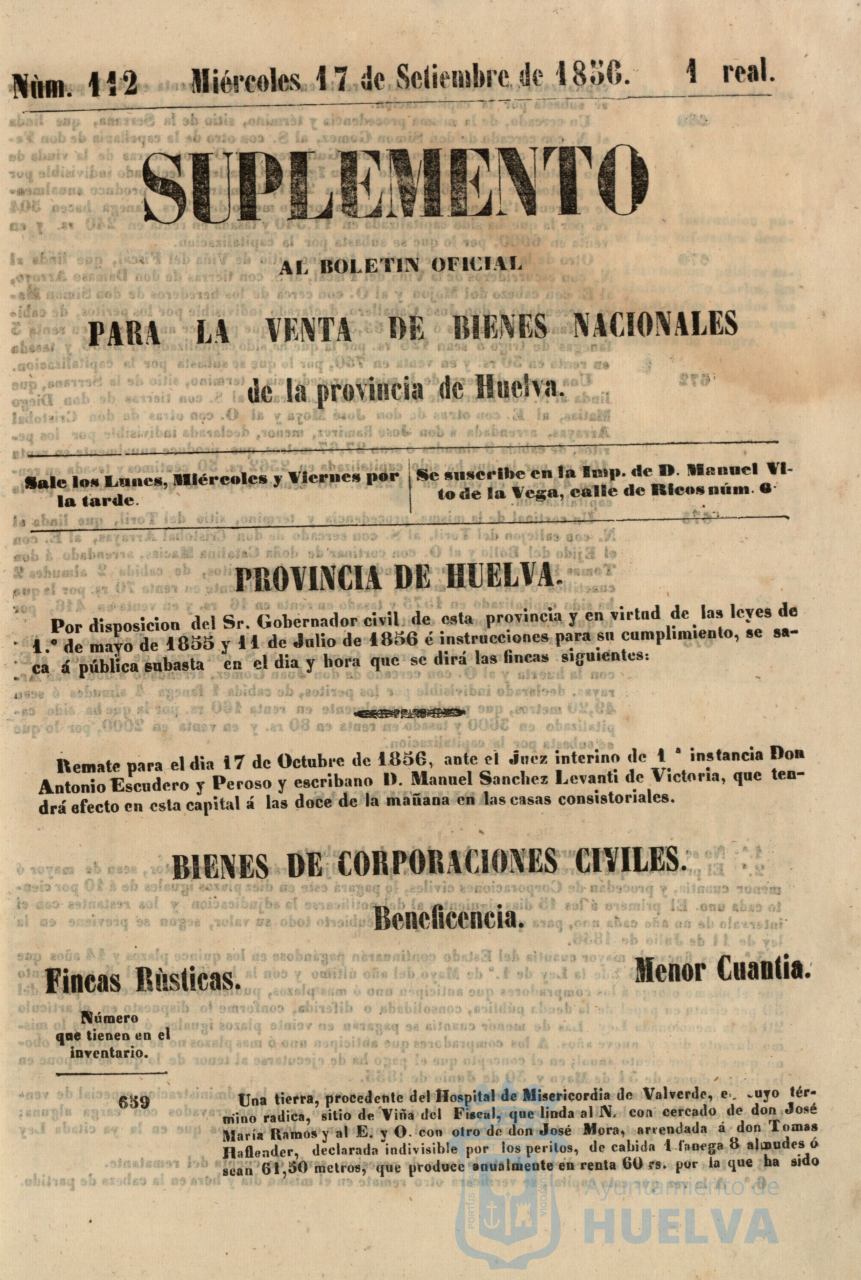 Nùm. 112 Miércoles 17 de Setiembre de 1856. 1 real.
SUPLEMENTO
AL BOLETIN OFICIAL
PARA LA VENTA DE BIENES NACIONALES
de la provincia de Huelva.
Sale los Lunes, Miércoles y Viernes por
la tarde.
Se suscribe en la Imp. de D. Manuel Vi-
to de la Vega, calle de Ricos núm. 6
PROVINCIA DE HUELVA.
Por disposicion del Sr. Gobernador civil de esta provincia y en virtud de las leyes de
1.º de mayo de 1855 y 11 de Julio de 1856 é instrucciones para su cumplimiento, se sa-
ca á pública subasta en el dia y hora que se dirá las fincas siguientes:
Remate para el dia 17 de Octubre de 1856, ante el Juez interino de 1ª instancia Don
Antonio Escudero y Peroso y escribano D. Manuel Sanchez Levanti de Victoria, que ten-
drá efecto en esta capital á las doce de la mañana en las casas consistoriales.
BIENES DE CORPORACIONES CIVILES.
Beneficencia.
Fincas Rùsticas. Menor Cuantia.
Número
que tienen en el
inventario.
659 Una tierra, procedente del Hospital de Misericordia de Valverde, e. .uyo tér-
mino radica, sitio de Viña del Fiscal, que linda al N. con cercado de don José
María Ramos y al E. y O. con otro de don José Mora, arrendada á don Tomas
Haflender, declarada indivisible por los peritos, de cabida 1 fanega 8 almudes ó
sean 61,50 metros, que produce anualmente en renta 60 rs. por la que ha sido
Ayuntamiento de
HUELVA